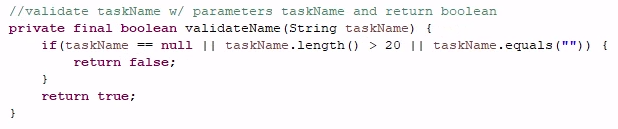 //validate taskName w/ parameters taskName and return boolean
private final boolean validateName(String taskName) {
    if(taskName == null || taskName.length() > 20 || taskName.equals("")) {
        return false;
    }
    return true;
}